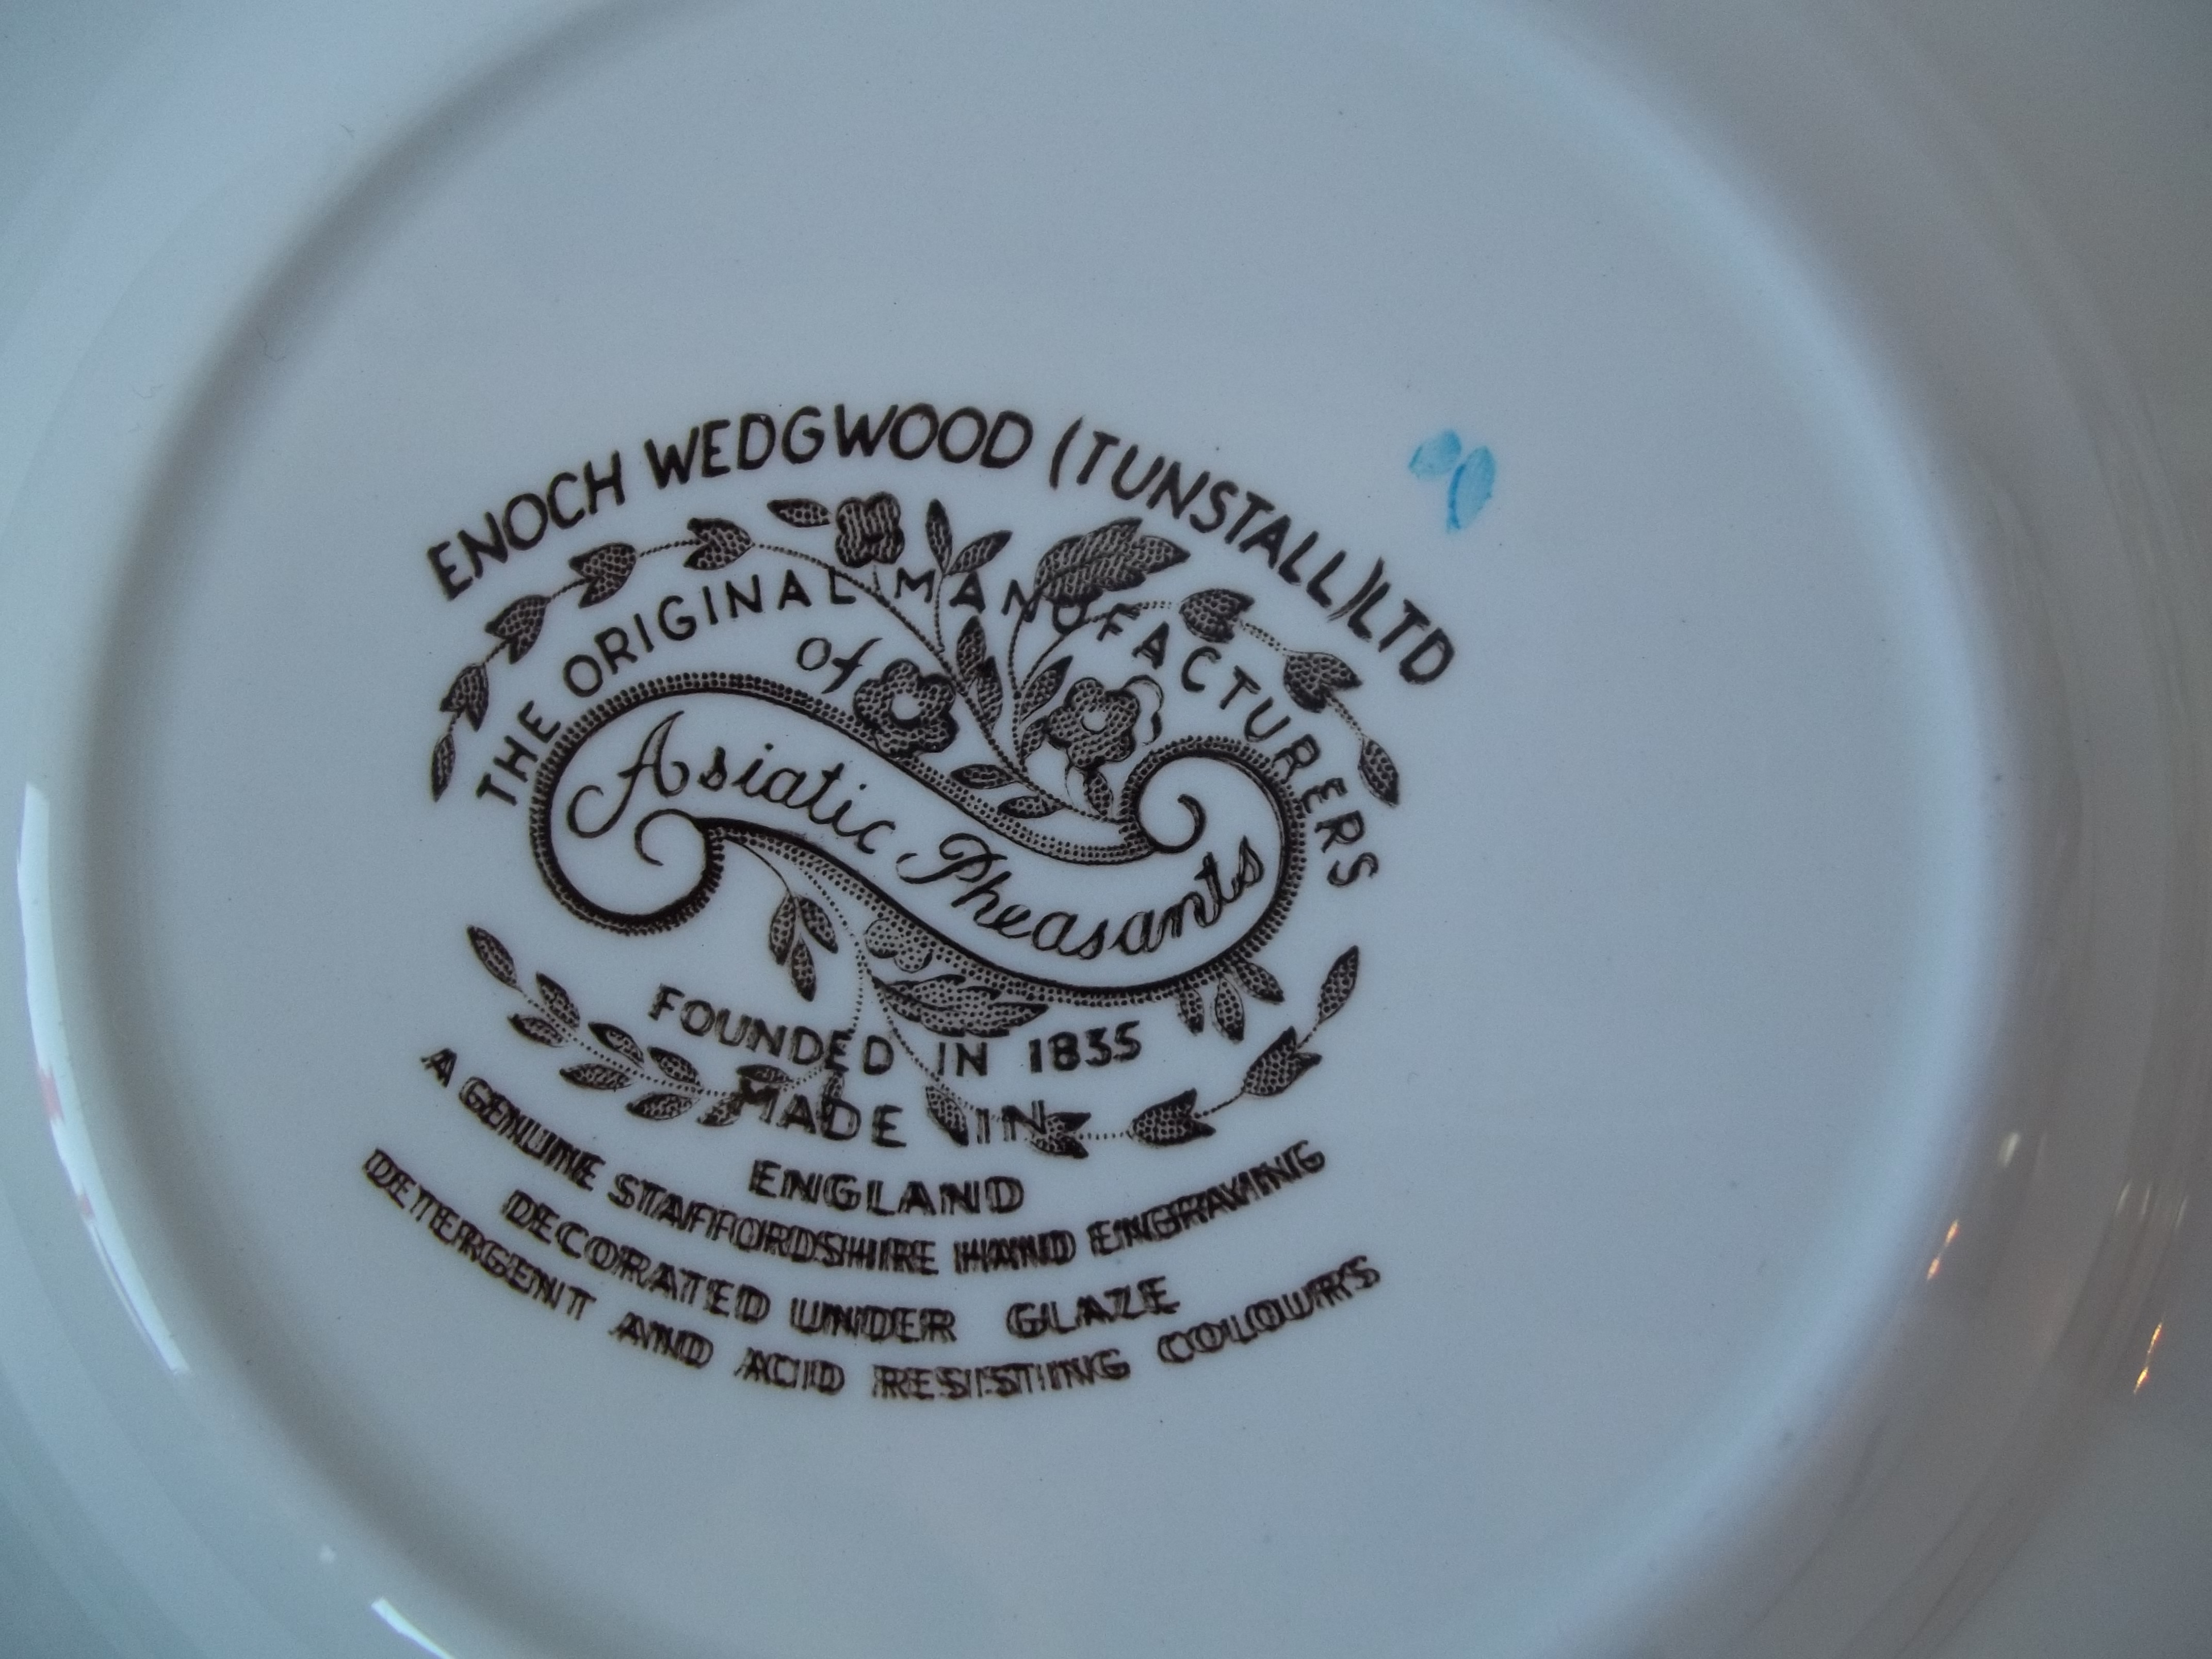 ENOCH WEDGWOOD (TUNSTALL) LTD
THE ORIGINAL MANUFACTURERS
of
Asiatic Pheasants
FOUNDED IN 1835
MADE IN
ENGLAND
A GENUINE STAFFORDSHIRE HAND ENGRAVING
DECORATED UNDER GLAZE
DETERGENT AND ACID RESISTING COLOURS